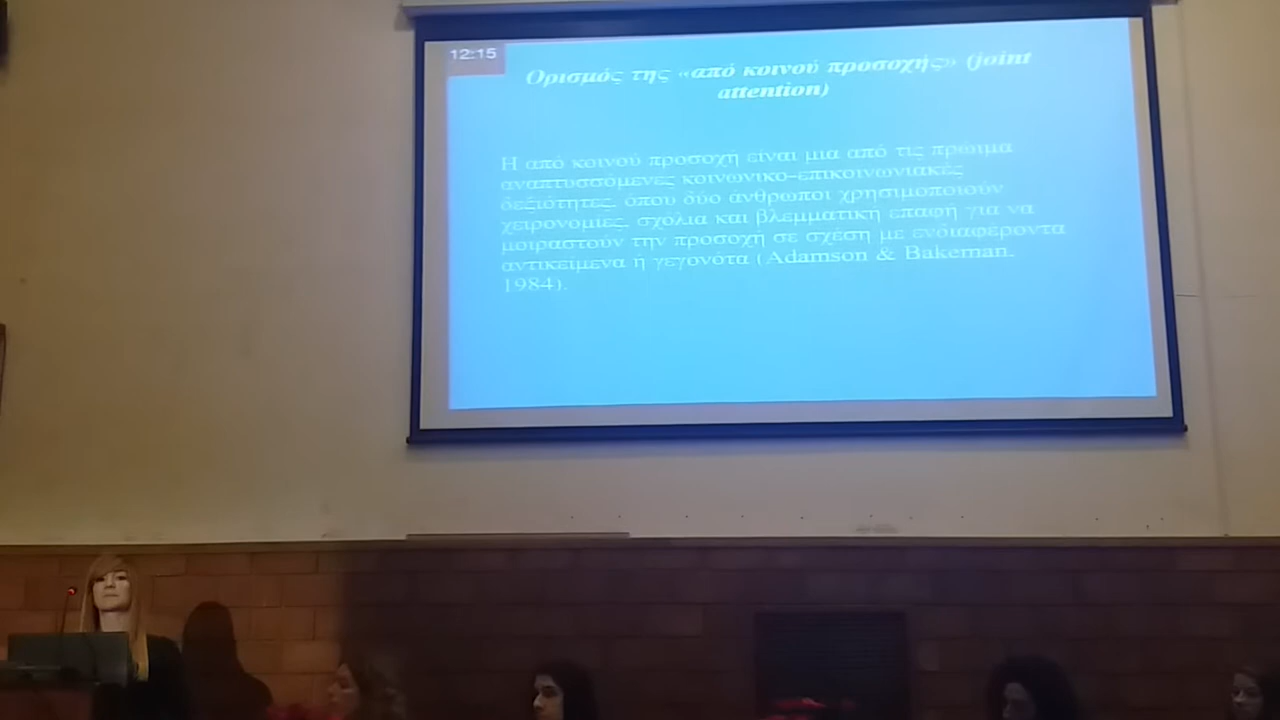 12:15
Ορισμός της «από κοινού προσοχής» (joint
attention)
Η από κοινού προσοχή είναι μια από τις πρώιμα
αναπτυσσόμενες κοινωνικο-επικοινωνιακές
δεξιότητες, όπου δύο άνθρωποι χρησιμοποιούν
χειρονομίες, σχόλια και βλεμματική επαφή για να
μοιραστούν την προσοχή σε σχέση με ενδιαφέροντα
αντικείμενα ή γεγονότα (Adamson & Bakeman,
1984).